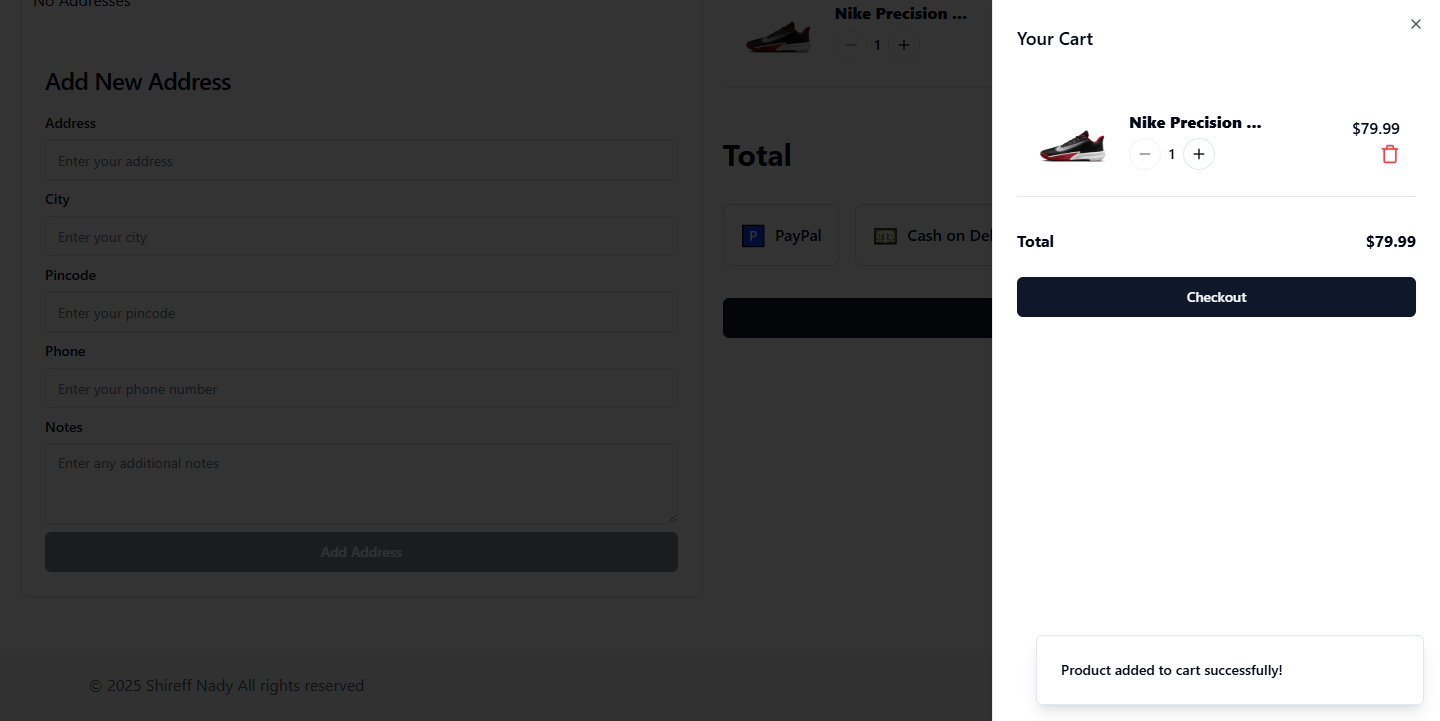 No Addresses
Add New Address
Address
Enter your address
City
Enter your city
Pincode
Enter your pincode
Phone
Enter your phone number
Notes
Enter any additional notes
Add Address
Nike Precision ...
1
Total
P PayPal
Cash on Del
© 2025 Shireff Nady All rights reserved
Your Cart
Nike Precision ...
$79.99
1
Total $79.99
Checkout
Product added to cart successfully!